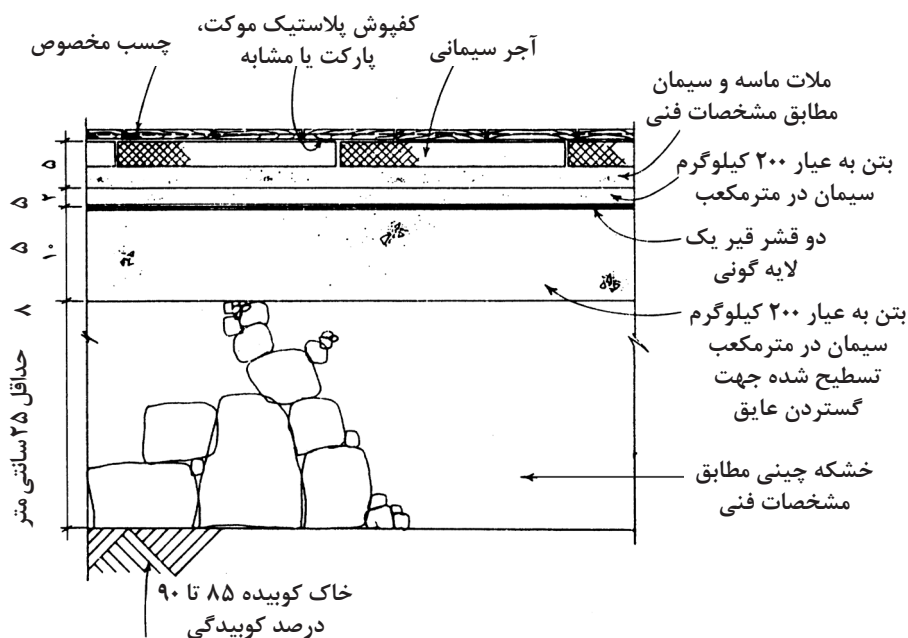 کفپوش پلاستیک موکت،
پارکت یا مشابه
چسب مخصوص
آجر سیمانی
ملات ماسه و سیمان
مطابق مشخصات فنی
بتن به عیار ۲۰۰ کیلوگرم
سیمان در مترمکعب
دو قشر قیر یک
لایه گونی
بتن به عیار ۲۰۰ کیلوگرم
سیمان در مترمکعب
تسطیح شده جهت
گستردن عایق
خشکه چینی مطابق
مشخصات فنی
خاک کوبیده ۸۵ تا ۹۰
درصد کوبیدگی
۵
۲
۵
۵
۱۰
۸
حداقل ۲۵ سانتی متر